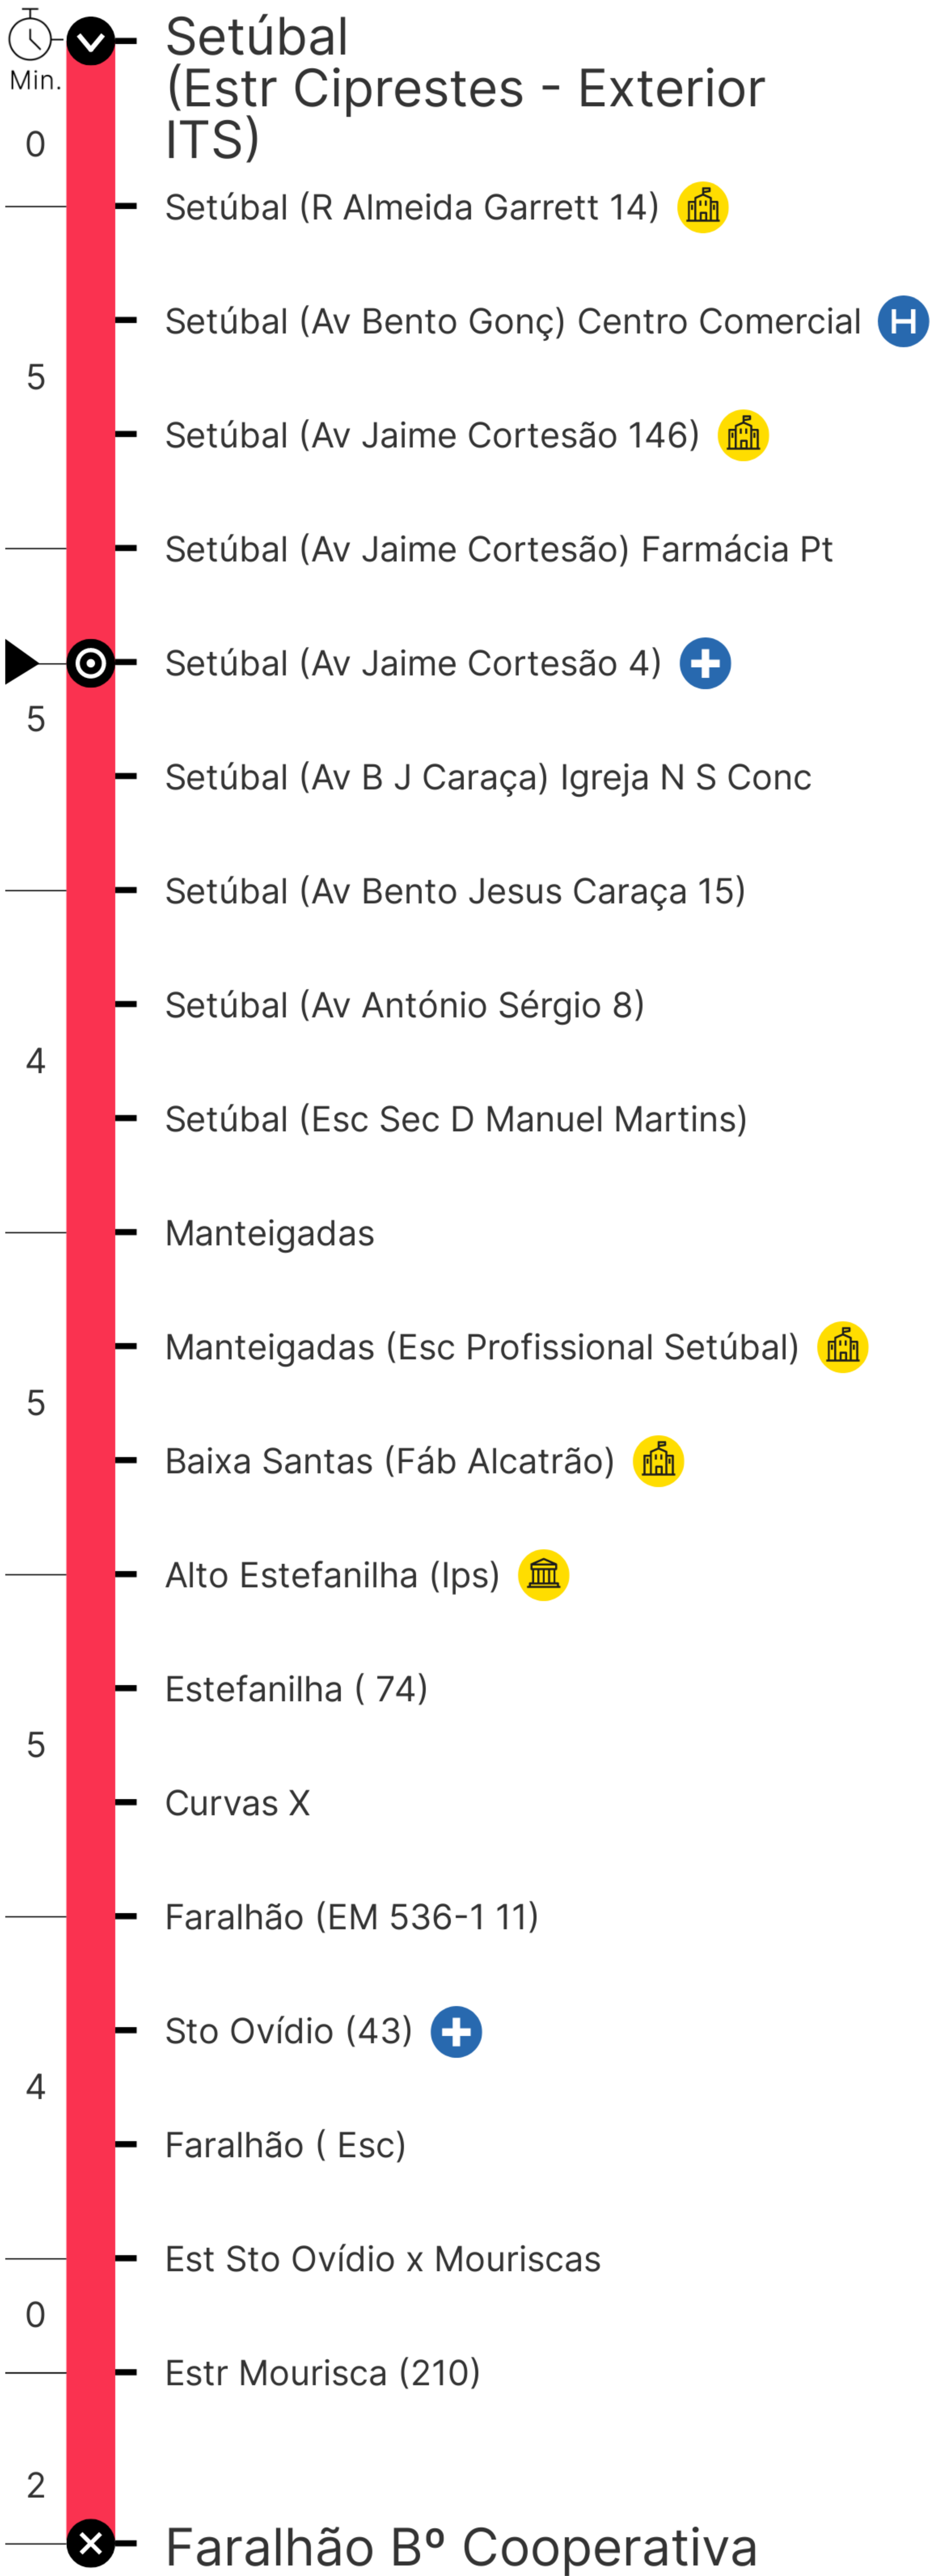 Min.
Setúbal
(Estr Ciprestes - Exterior
ITS)
0
Setúbal (R Almeida Garrett 14)
Setúbal (Av Bento Gonç) Centro Comercial H
5
Setúbal (Av Jaime Cortesão 146)
Setúbal (Av Jaime Cortesão) Farmácia Pt
Setúbal (Av Jaime Cortesão 4)
5
Setúbal (Av B J Caraça) Igreja N S Conc
Setúbal (Av Bento Jesus Caraça 15)
Setúbal (Av António Sérgio 8)
4
Setúbal (Esc Sec D Manuel Martins)
Manteigadas
Manteigadas (Esc Profissional Setúbal)
5
Baixa Santas (Fáb Alcatrão)
Alto Estefanilha (Ips)
Estefanilha ( 74)
5
Curvas X
Faralhão (EM 536-1 11)
Sto Ovídio (43)
4
Faralhão ( Esc)
Est Sto Ovídio x Mouriscas
0
Estr Mourisca (210)
2
Faralhão Bº Cooperativa